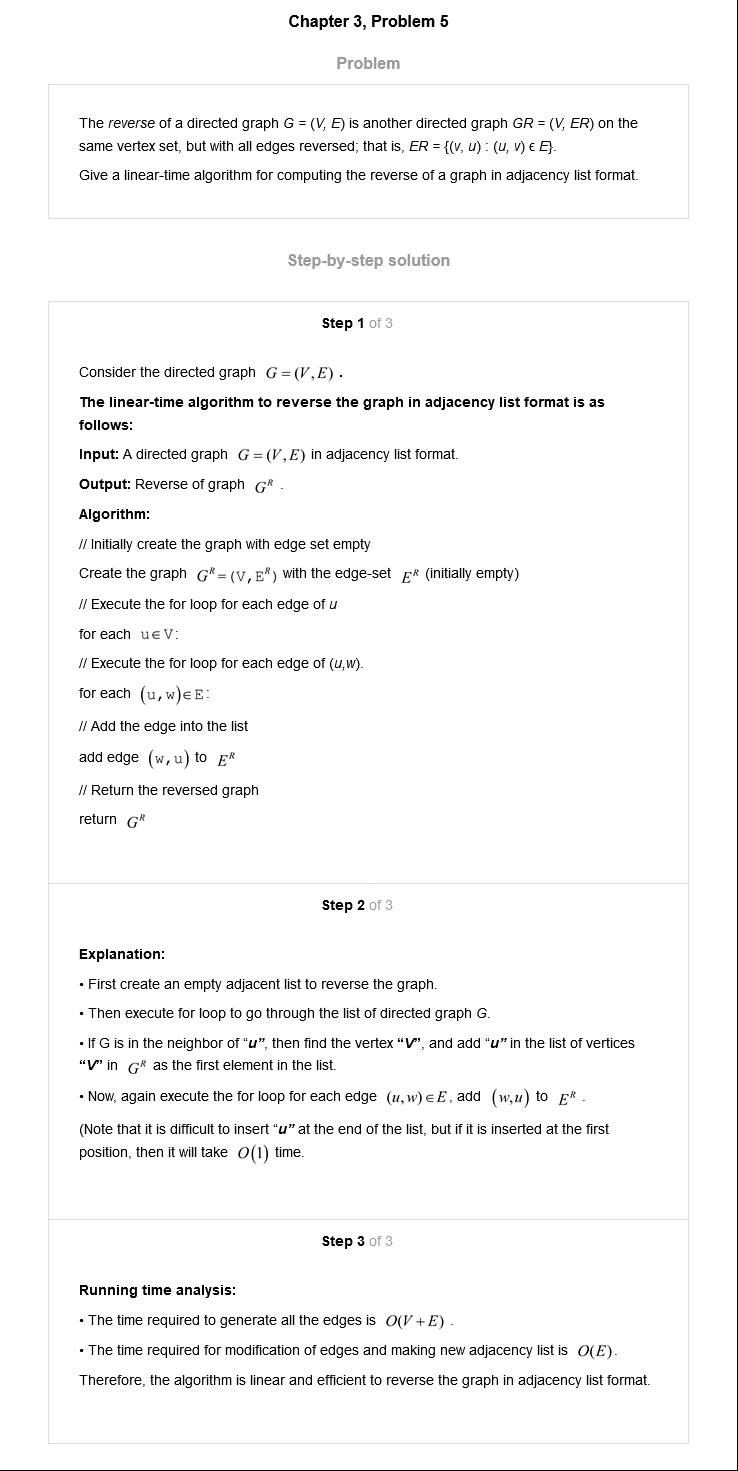 Chapter 3, Problem 5
Problem
The reverse of a directed graph G = (V, E) is another directed graph GR = (V, ER) on the
same vertex set, but with all edges reversed; that is, ER = {(v, u) : (u, v) ϵ E}.
Give a linear-time algorithm for computing the reverse of a graph in adjacency list format.
Step-by-step solution
Step 1 of 3
Consider the directed graph G = (V, E) .
The linear-time algorithm to reverse the graph in adjacency list format is as
follows:
Input: A directed graph G = (V, E) in adjacency list format.
Output: Reverse of graph Gᴿ .
Algorithm:
// Initially create the graph with edge set empty
Create the graph Gᴿ = (V, Eᴿ) with the edge-set Eᴿ (initially empty)
// Execute the for loop for each edge of u
for each u∈V:
// Execute the for loop for each edge of (u,w).
for each (u, w)∈E:
// Add the edge into the list
add edge (w, u) to Eᴿ
// Return the reversed graph
return Gᴿ
Step 2 of 3
Explanation:
• First create an empty adjacent list to reverse the graph.
• Then execute for loop to go through the list of directed graph G.
• If G is in the neighbor of “u”, then find the vertex “V”, and add “u” in the list of vertices
“V” in Gᴿ as the first element in the list.
• Now, again execute the for loop for each edge (u, w)∈E, add (w,u) to Eᴿ .
(Note that it is difficult to insert “u” at the end of the list, but if it is inserted at the first
position, then it will take O(1) time.
Step 3 of 3
Running time analysis:
• The time required to generate all the edges is O(V + E) .
• The time required for modification of edges and making new adjacency list is O(E).
Therefore, the algorithm is linear and efficient to reverse the graph in adjacency list format.